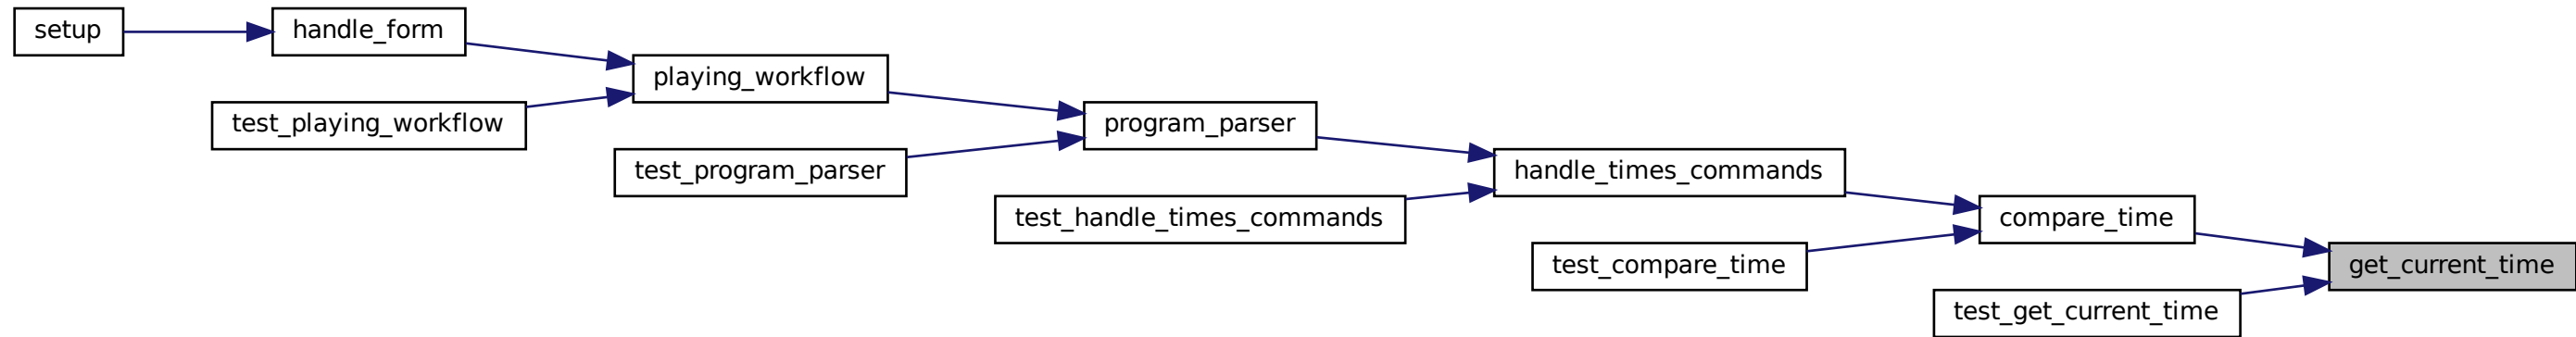 setup
handle_form
playing_workflow
test_playing_workflow
program_parser
test_program_parser
handle_times_commands
test_handle_times_commands
compare_time
test_compare_time
get_current_time
test_get_current_time